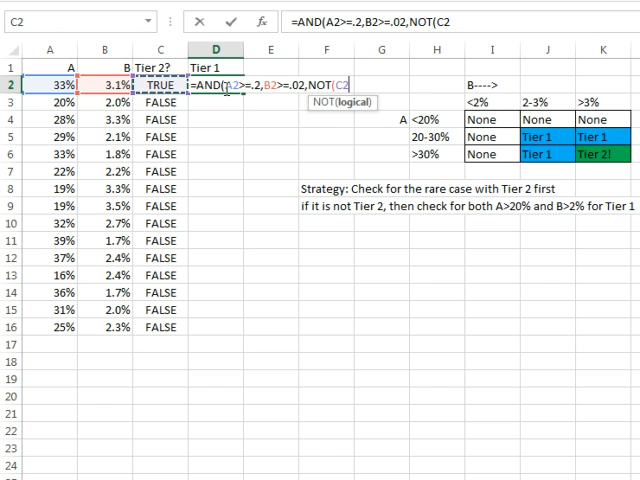 C2 fx =AND(A2>=.2,B2>=.02,NOT(C2
A B C D E F G H I J K
1 A B Tier 2? Tier 1
2 33% 3.1% TRUE =AND(A2>=.2,B2>=.02,NOT(C2 B---->
NOT(logical)
3 20% 2.0% FALSE <2% 2-3% >3%
4 28% 3.3% FALSE A <20% None None None
5 29% 2.1% FALSE 20-30% None Tier 1 Tier 1
6 33% 1.8% FALSE >30% None Tier 1 Tier 2!
7 22% 2.2% FALSE
8 19% 3.3% FALSE Strategy: Check for the rare case with Tier 2 first
9 19% 3.5% FALSE if it is not Tier 2, then check for both A>20% and B>2% for Tier 1
10 32% 2.7% FALSE
11 39% 1.7% FALSE
12 37% 2.4% FALSE
13 16% 2.4% FALSE
14 36% 1.7% FALSE
15 31% 2.0% FALSE
16 25% 2.3% FALSE
17
18
19
20
21
22
23
24
25